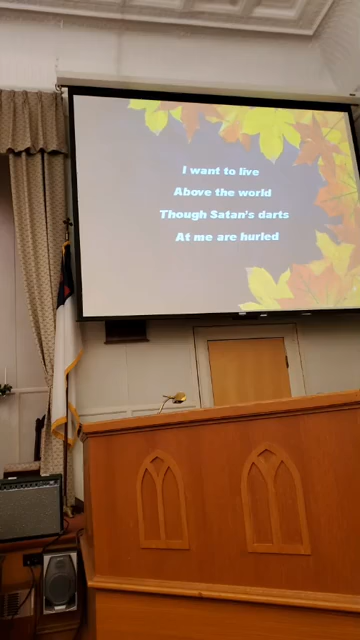 I want to live
Above the world
Though Satan's darts
At me are hurled